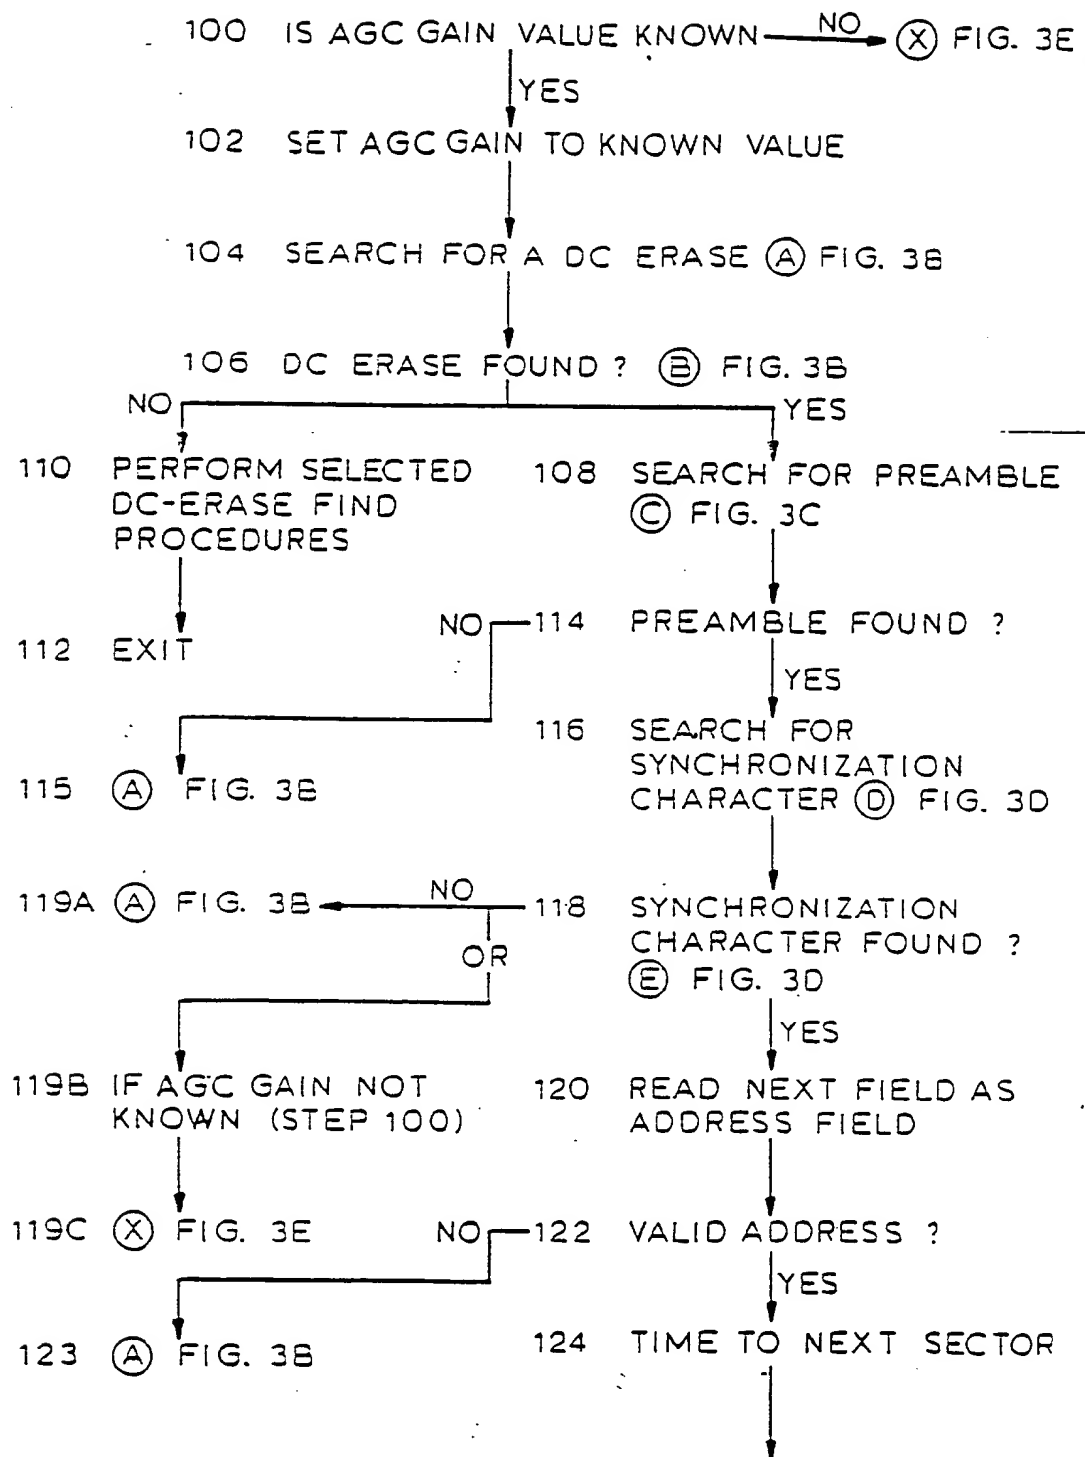 100 IS AGC GAIN VALUE KNOWN NO X FIG. 3E
YES
102 SET AGC GAIN TO KNOWN VALUE
104 SEARCH FOR A DC ERASE A FIG. 3B
106 DC ERASE FOUND ? B FIG. 3B
NO YES
110 PERFORM SELECTED
DC-ERASE FIND
PROCEDURES
108 SEARCH FOR PREAMBLE
C FIG. 3C
112 EXIT
NO 114 PREAMBLE FOUND ?
YES
115 A FIG. 3B
116 SEARCH FOR
SYNCHRONIZATION
CHARACTER D FIG. 3D
119A A FIG. 3B NO 118 SYNCHRONIZATION
CHARACTER FOUND ?
E FIG. 3D
OR
YES
119B IF AGC GAIN NOT
KNOWN (STEP 100)
120 READ NEXT FIELD AS
ADDRESS FIELD
119C X FIG. 3E
NO 122 VALID ADDRESS ?
YES
123 A FIG. 3B
124 TIME TO NEXT SECTOR